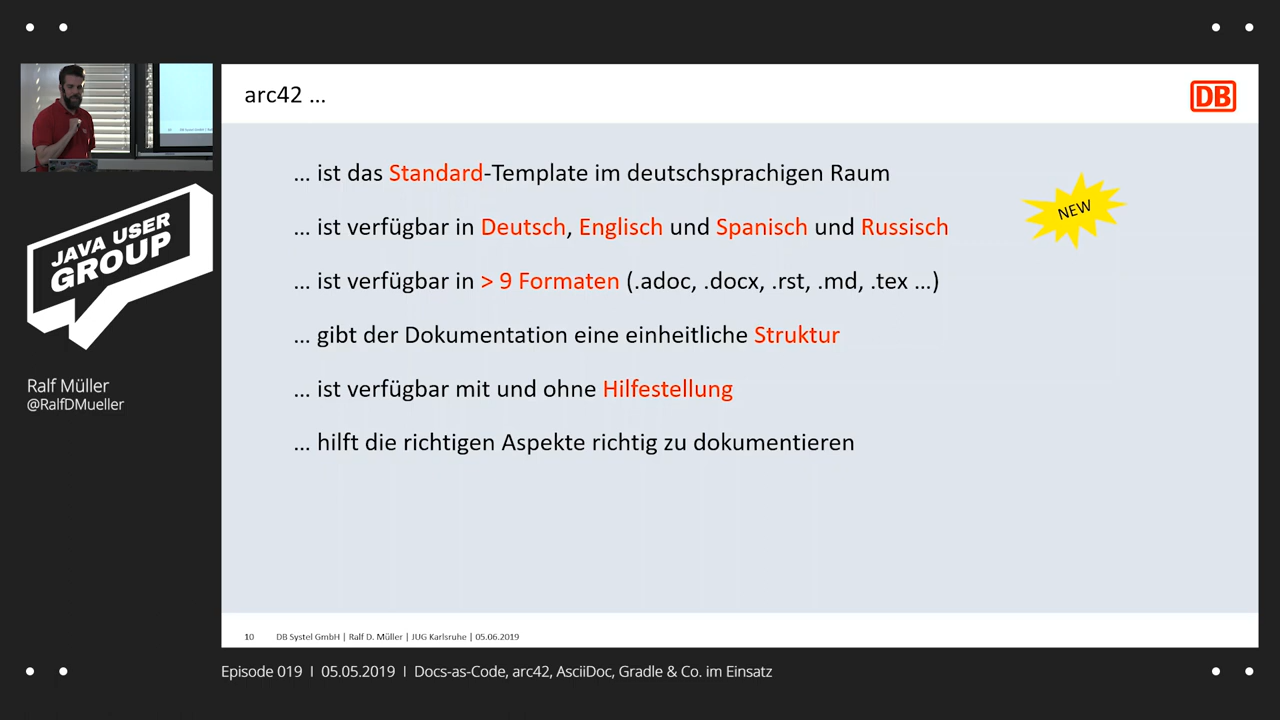 arc42 ...
DB
... ist das Standard-Template im deutschsprachigen Raum
... ist verfügbar in Deutsch, Englisch und Spanisch und Russisch
NEW
... ist verfügbar in > 9 Formaten (.adoc, .docx, .rst, .md, .tex ...)
... gibt der Dokumentation eine einheitliche Struktur
... ist verfügbar mit und ohne Hilfestellung
... hilft die richtigen Aspekte richtig zu dokumentieren
10 DB Systel GmbH | Ralf D. Müller | JUG Karlsruhe | 05.06.2019
JAVA USER
GROUP
Ralf Müller
@RalfDMueller
Episode 019 I 05.05.2019 I Docs-as-Code, arc42, AsciiDoc, Gradle & Co. im Einsatz